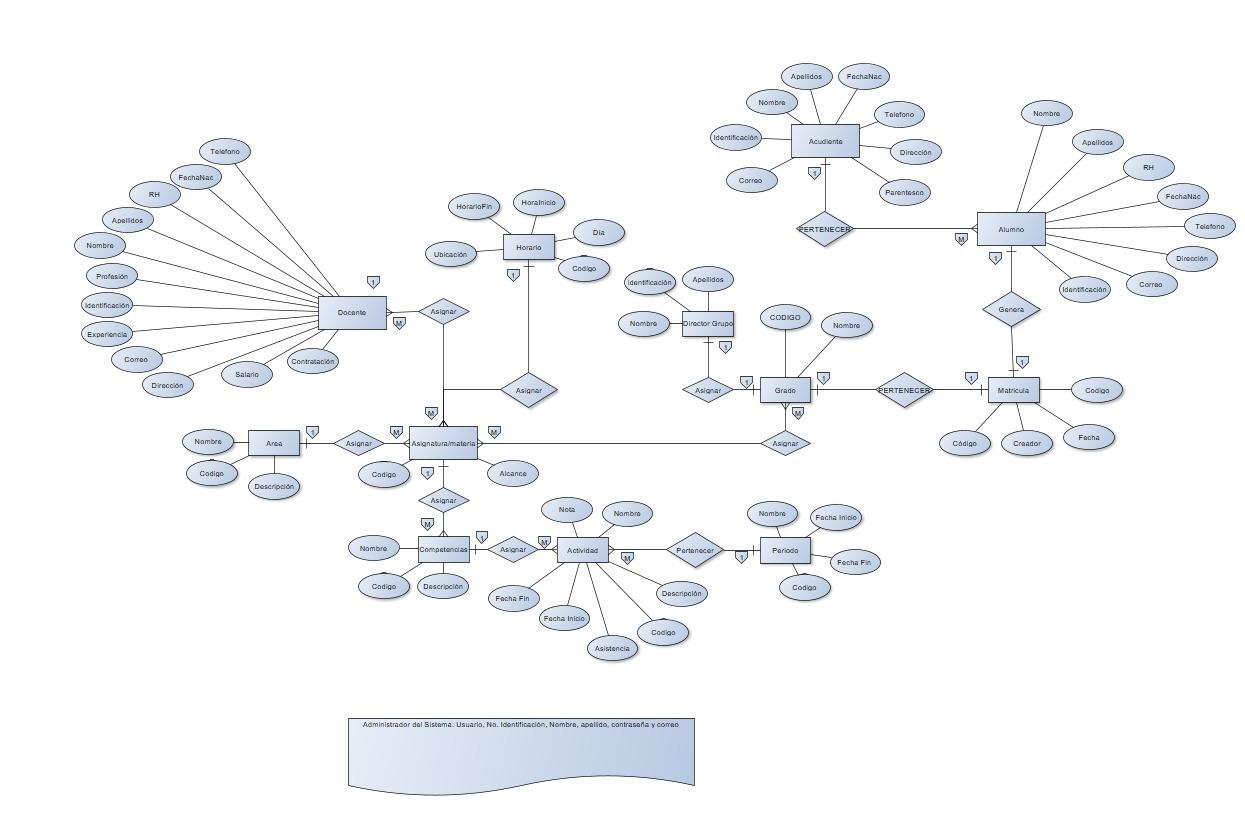 Apellidos
FechaNac
Nombre
Telefono
Identificación
Acudiente
Dirección
Correo
Parentesco
1
PERTENECER
M
Nombre
Apellidos
RH
FechaNac
Telefono
Alumno
Dirección
Correo
Identificación
1
Genera
1
Telefono
FechaNac
RH
Apellidos
Nombre
Profesión
Identificación
Experiencia
Correo
Dirección
Salario
Contratación
Docente
1
M
Asignar
HorarioFin
HoraInicio
Día
Ubicación
Horario
Codigo
1
Asignar
identificación
Apellidos
Nombre
Director Grupo
1
Asignar
1
CODIGO
Nombre
Grado
1
M
PERTENECER
1
Matricula
Codigo
Código
Creador
Fecha
Asignar
Nombre
Area
1
Codigo
Descripción
Asignar
M
M
M
Asignatura/materia
Codigo
1
Alcance
Asignar
M
Nombre
Competencias
1
Codigo
Descripción
Asignar
M
Nota
Nombre
Actividad
M
Fecha Fin
Fecha Inicio
Asistencia
Codigo
Descripción
Pertenecer
1
Nombre
Fecha Inicio
Periodo
Fecha Fin
Codigo
Administrador del Sistema: Usuario, No. Identificación, Nombre, apellido, contraseña y correo